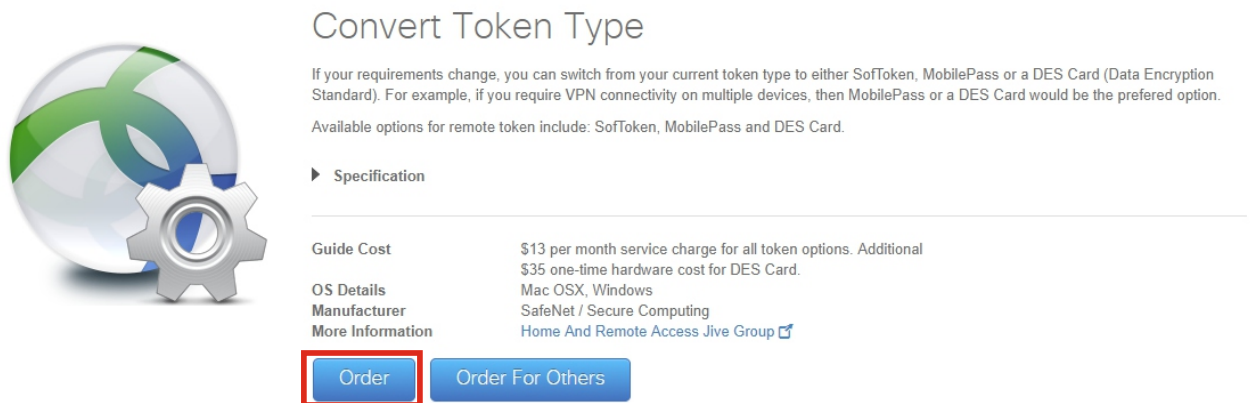 Convert Token Type
If your requirements change, you can switch from your current token type to either SofToken, MobilePass or a DES Card (Data Encryption
Standard). For example, if you require VPN connectivity on multiple devices, then MobilePass or a DES Card would be the prefered option.
Available options for remote token include: SofToken, MobilePass and DES Card.
Specification
Guide Cost $13 per month service charge for all token options. Additional
$35 one-time hardware cost for DES Card.
OS Details Mac OSX, Windows
Manufacturer SafeNet / Secure Computing
More Information Home And Remote Access Jive Group
Order Order For Others